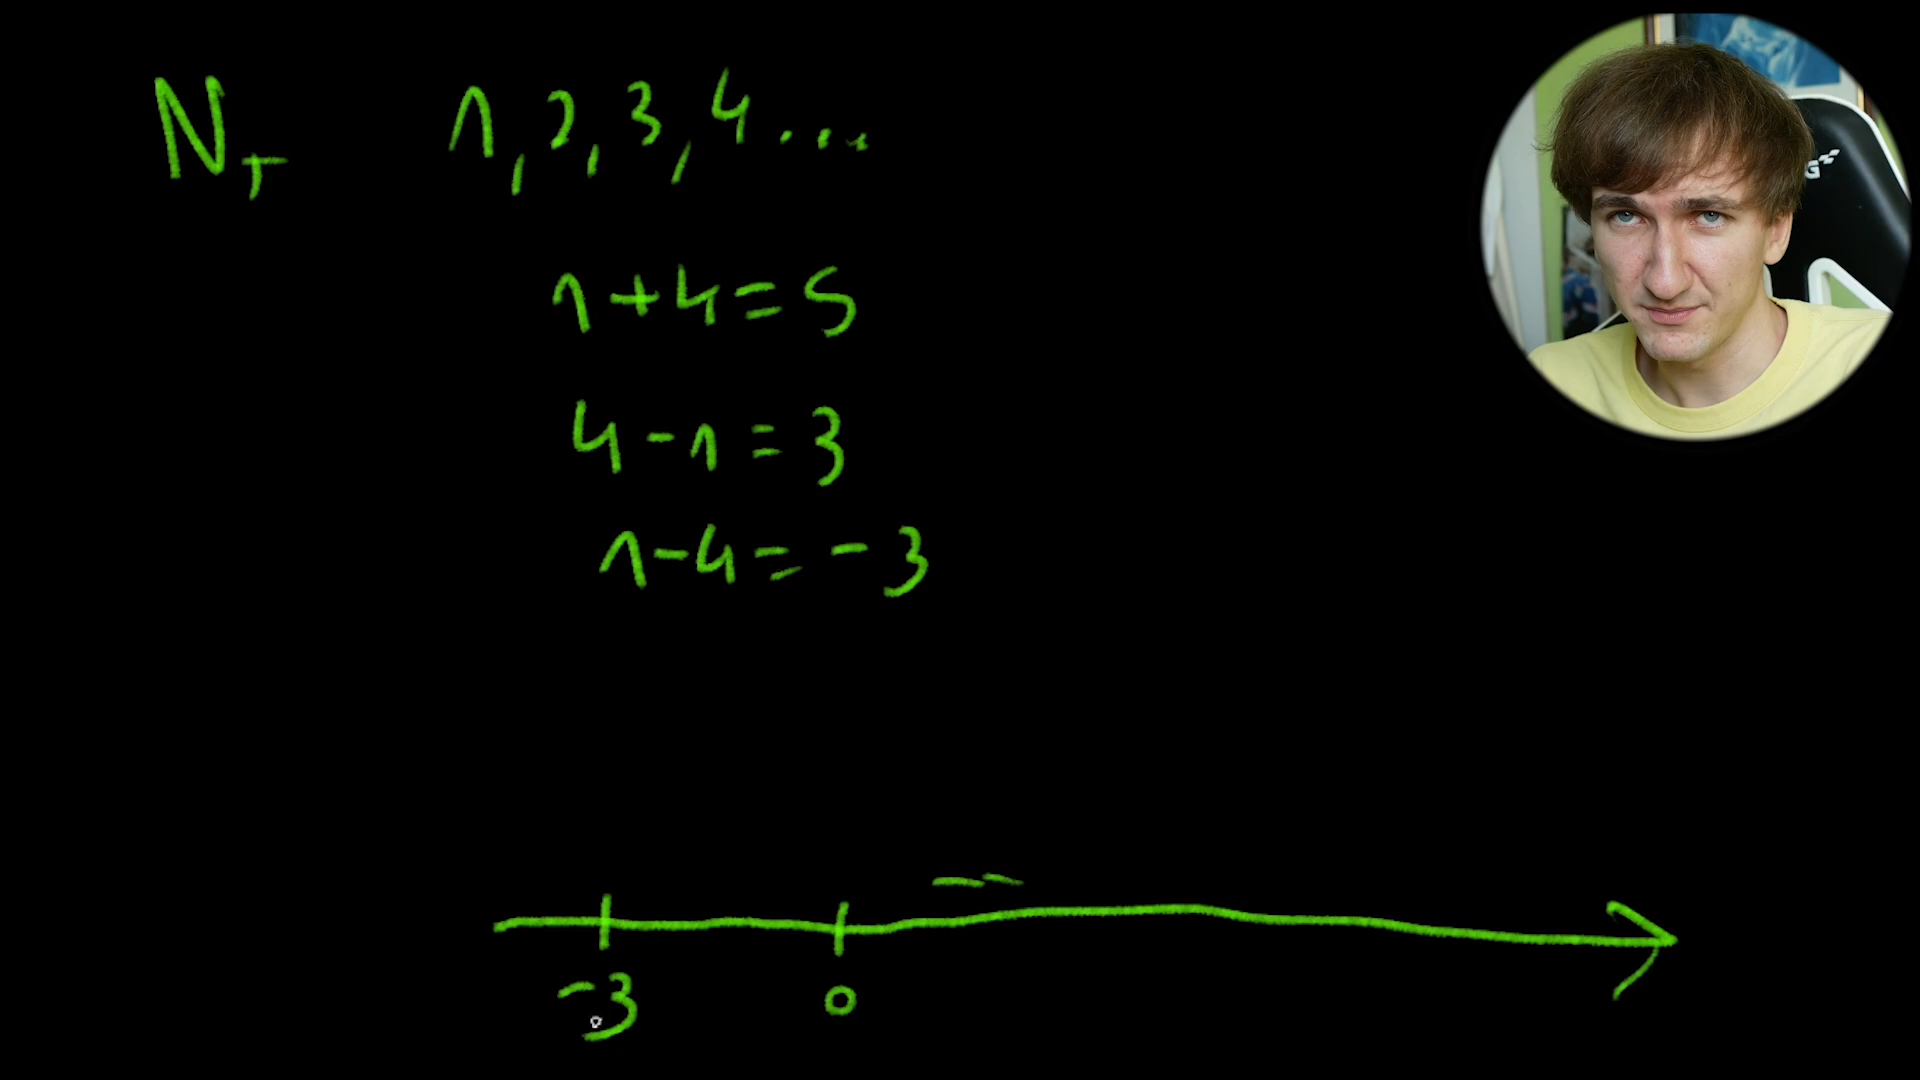 N+ 1, 2, 3, 4 ....
1+4=5
4-1=3
1-4=-3
-3 0